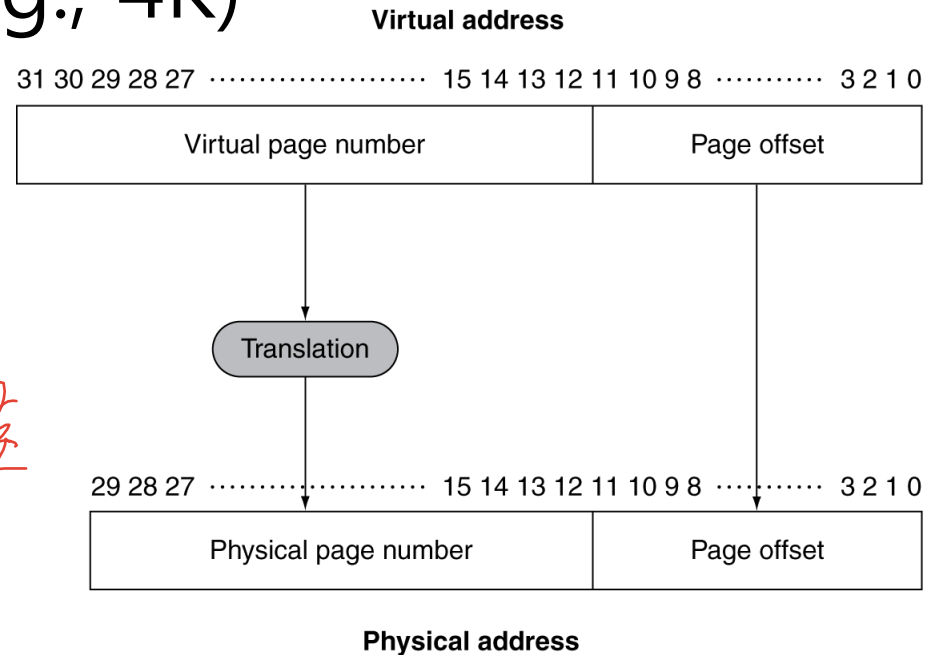 g., 4K)
Virtual address
31 30 29 28 27 ····················· 15 14 13 12 11 10 9 8 ··········· 3 2 1 0
Virtual page number Page offset
Translation
29 28 27 ····················· 15 14 13 12 11 10 9 8 ··········· 3 2 1 0
Physical page number Page offset
Physical address